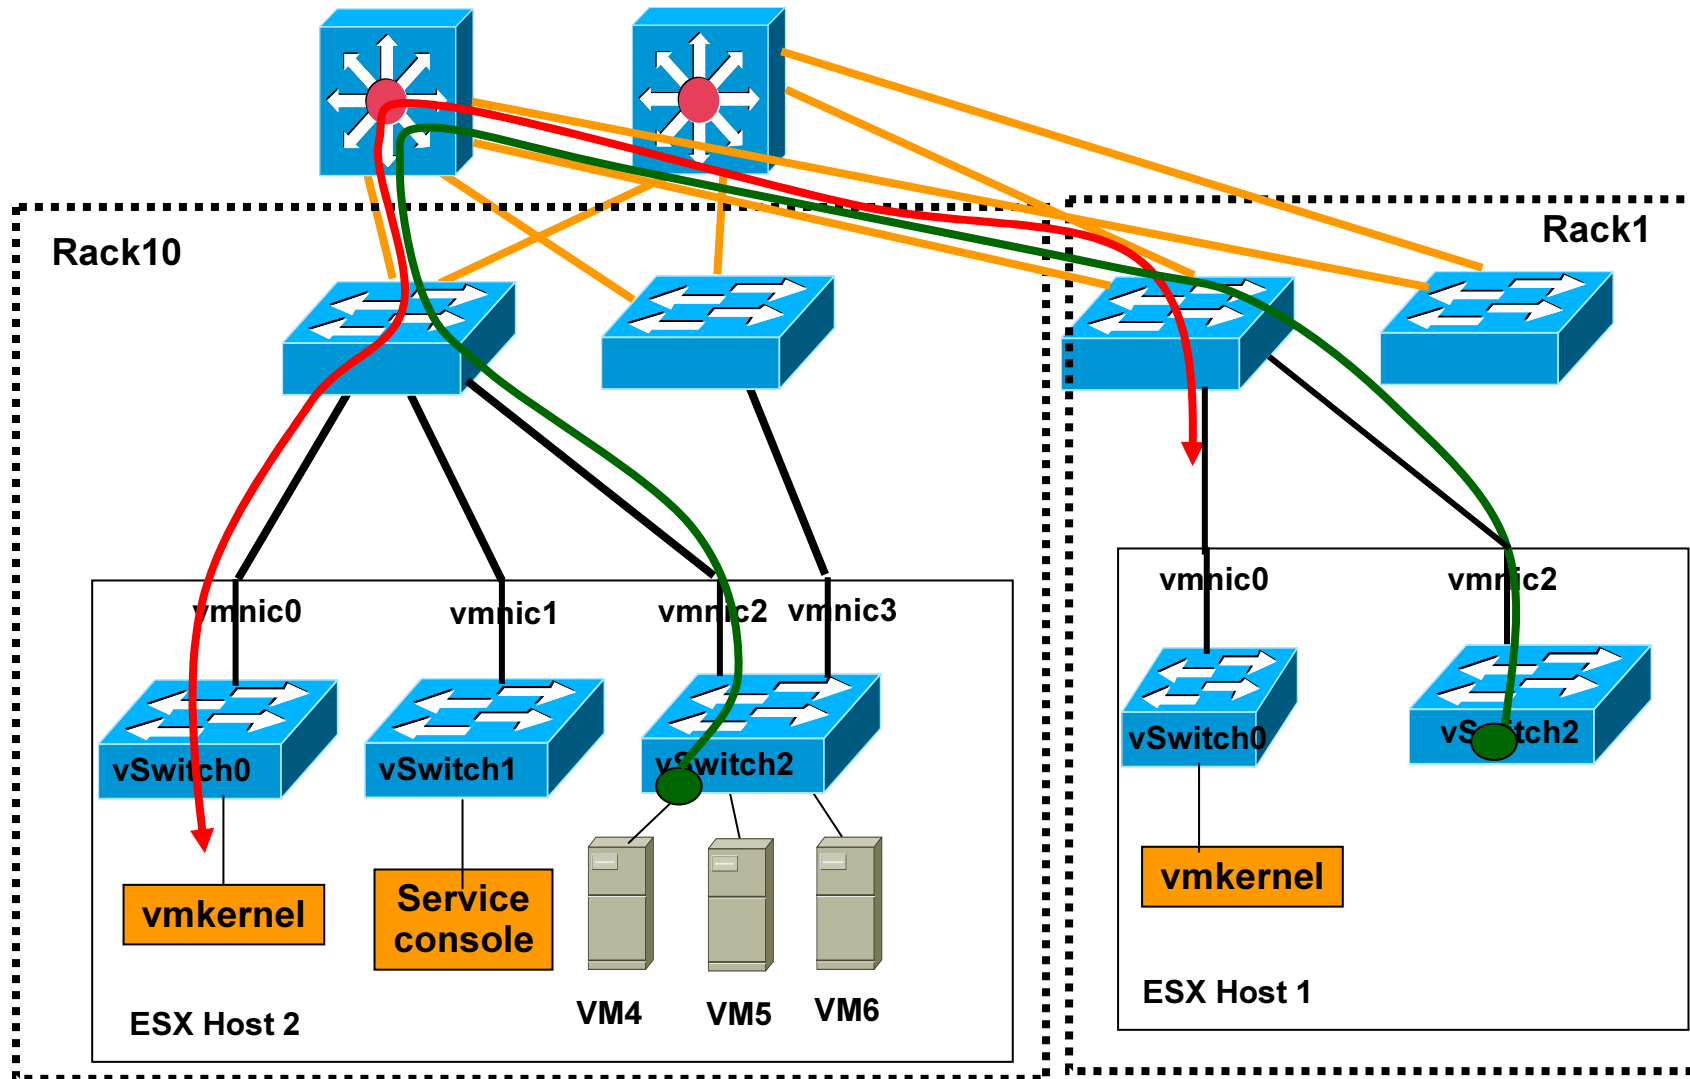 Rack10
Rack1
vmnic0
vmnic1
vmnic2
vmnic3
vmnic0
vmnic2
vSwitch0
vSwitch1
vSwitch2
vSwitch0
vSwitch2
vmkernel
Service
console
vmkernel
VM4
VM5
VM6
ESX Host 2
ESX Host 1